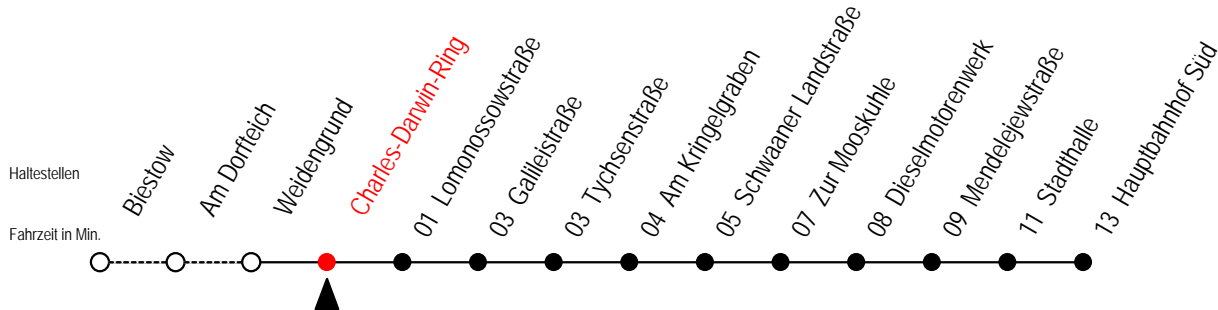 Haltestellen
Biestow
Am Dorfteich
Weidengrund
Charles-Darwin-Ring
01 Lomonossowstraße
03 Galileistraße
03 Tychsenstraße
04 Am Kringelgraben
05 Schwaaner Landstraße
07 Zur Mooskuhle
08 Dieselmotorenwerk
09 Mendelejewstraße
11 Stadthalle
13 Hauptbahnhof Süd
Fahrzeit in Min.